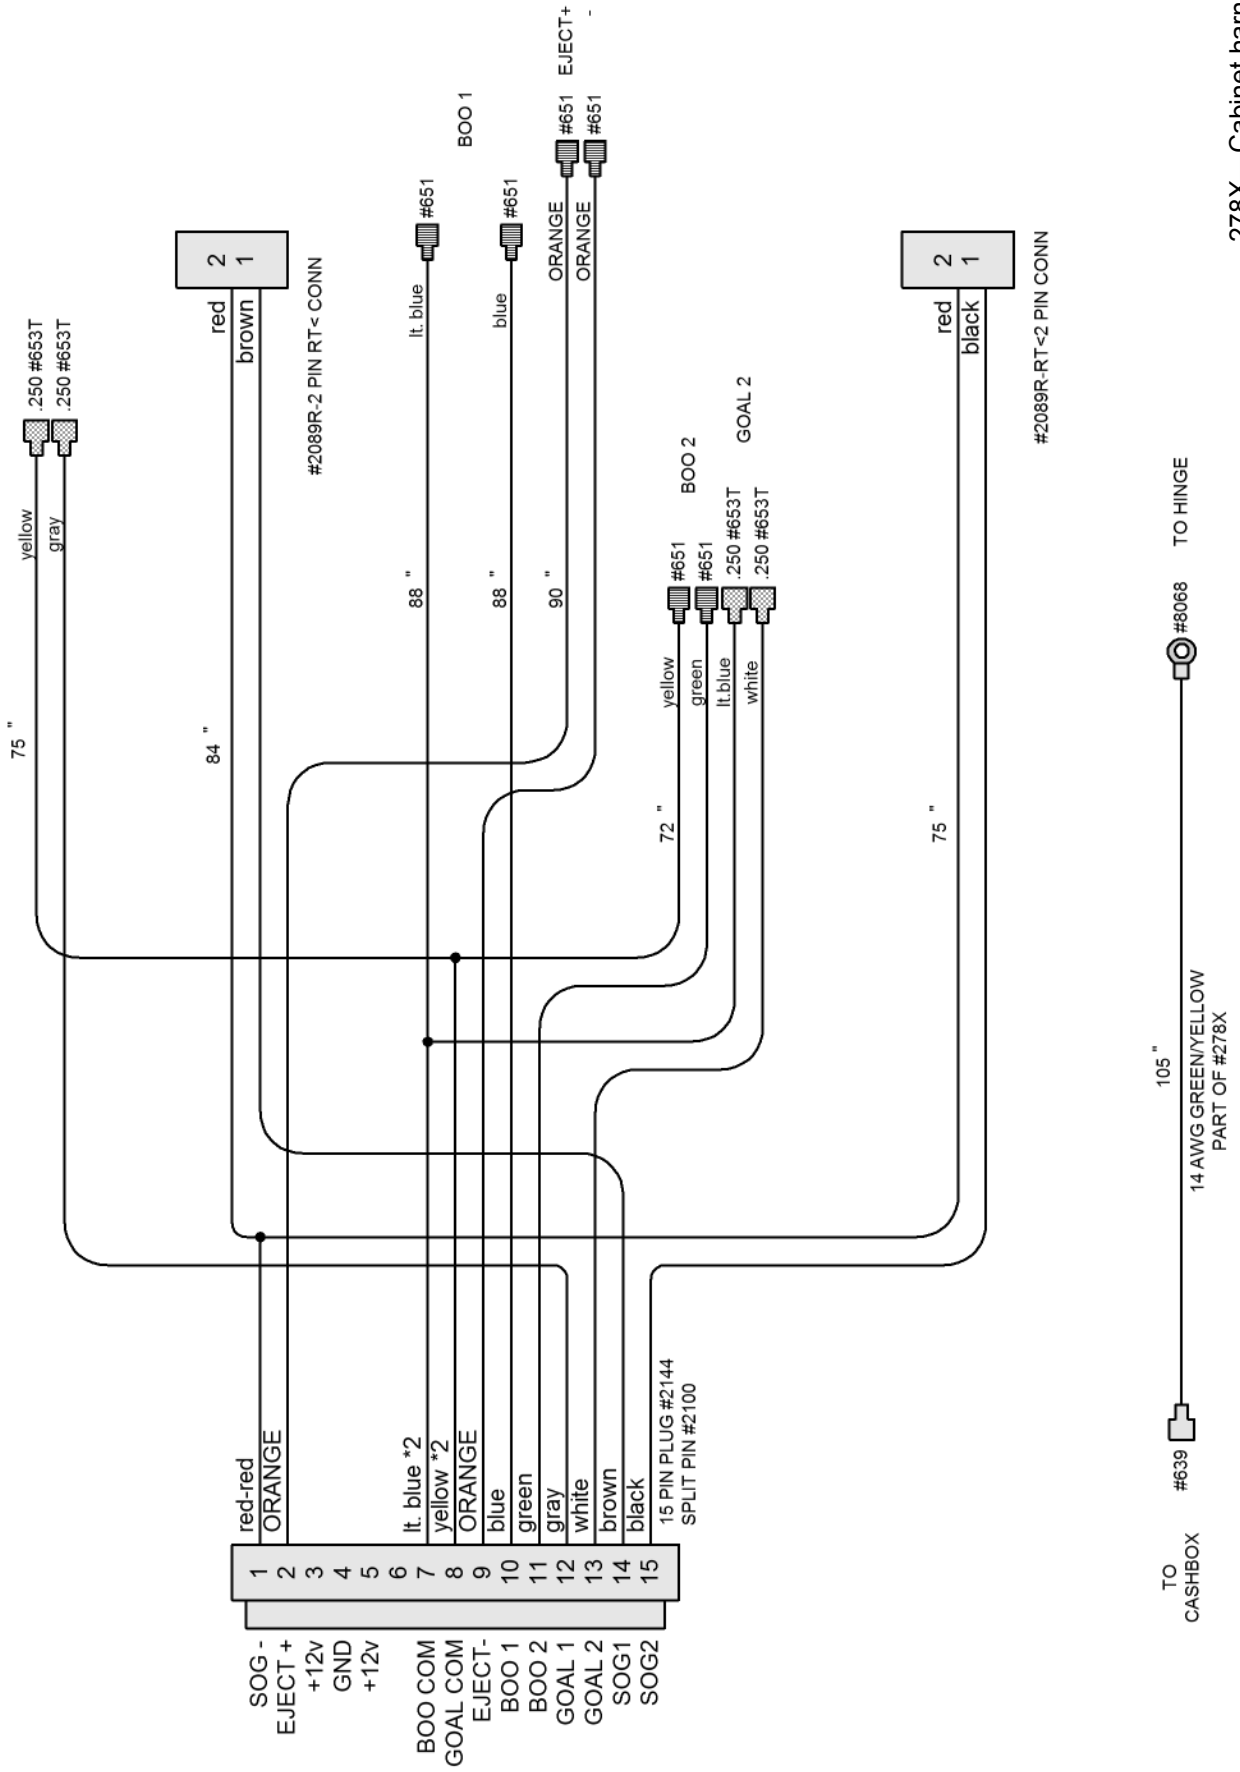 75 "
yellow
gray
.250 #653T
.250 #653T
84 "
red
brown
2
1
#2089R-2 PIN RT< CONN
88 "
lt. blue
#651
BOO 1
88 "
blue
#651
90 "
ORANGE
ORANGE
#651
#651
EJECT+
-
72 "
yellow
green
lt.blue
white
#651
#651
.250 #653T
.250 #653T
BOO 2
GOAL 2
75 "
red
black
2
1
#2089R-RT<2 PIN CONN
SOG -
EJECT +
+12v
GND
+12v
BOO COM
GOAL COM
EJECT-
BOO 1
BOO 2
GOAL 1
GOAL 2
SOG1
SOG2
1
2
3
4
5
6
7
8
9
10
11
12
13
14
15
red-red
ORANGE
lt. blue *2
yellow *2
ORANGE
blue
green
gray
white
brown
black
15 PIN PLUG #2144
SPLIT PIN #2100
TO
CASHBOX
#639
105 "
14 AWG GREEN/YELLOW
PART OF #278X
#8068
TO HINGE
278X Cabinet